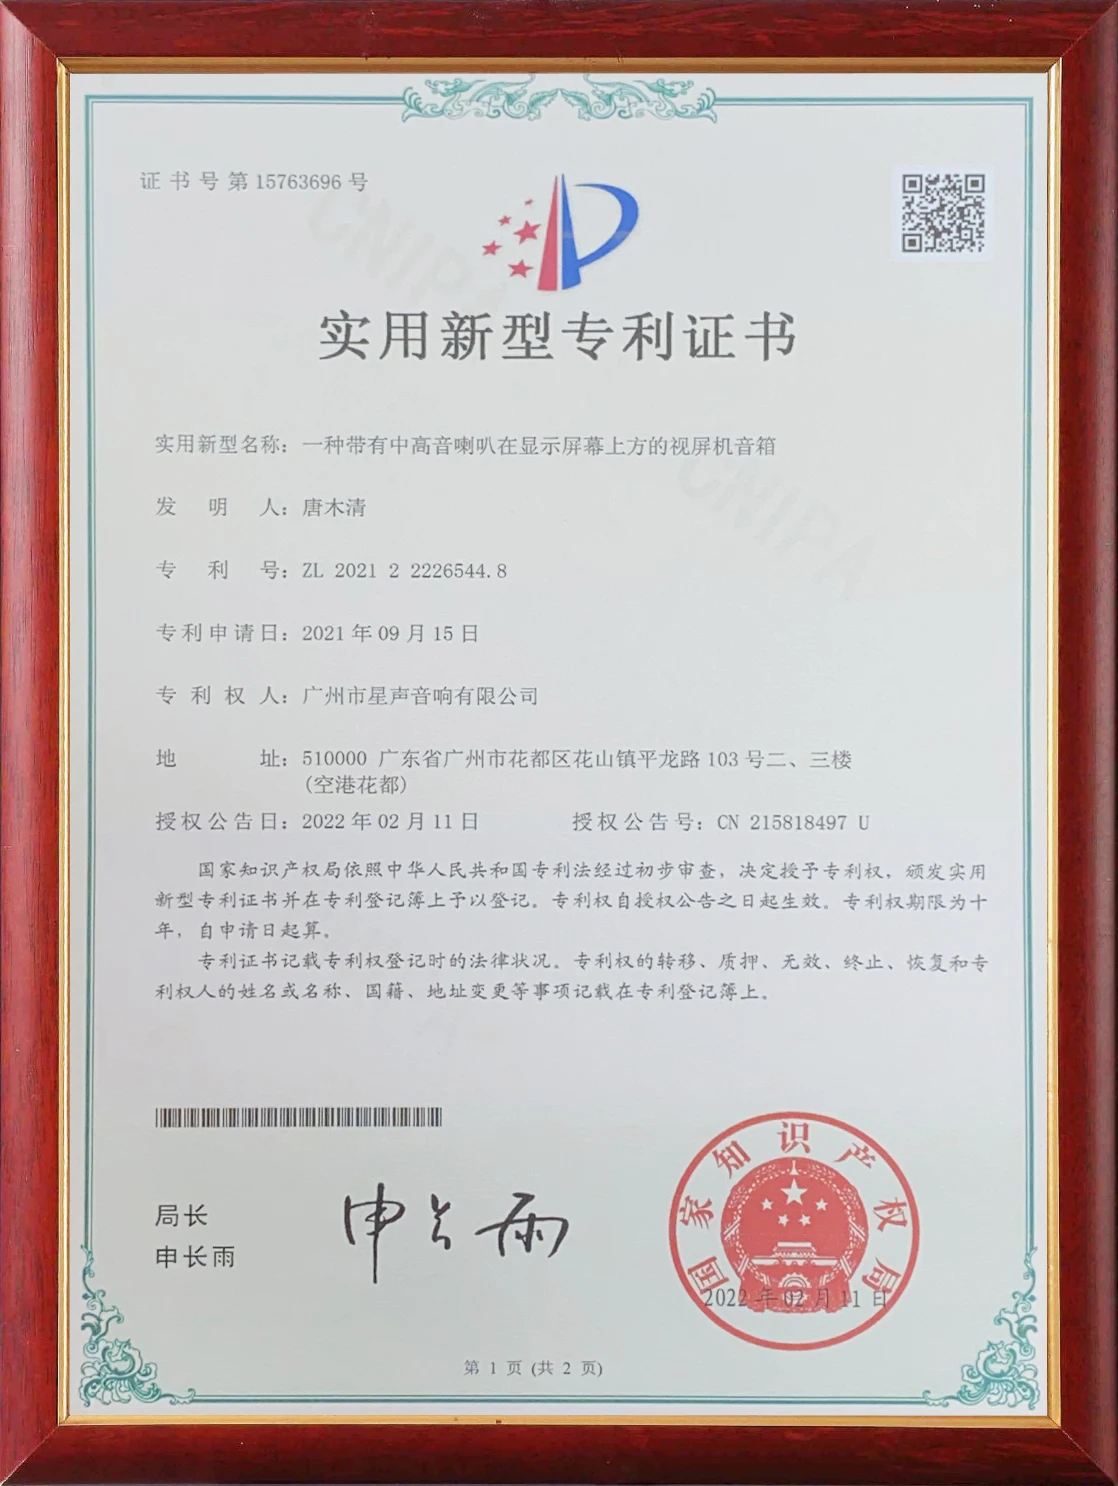 证书号第15763696号
CNIPA
实用新型专利证书
实用新型名称：一种带有中高音喇叭在显示屏幕上方的视屏机音箱
CNIPA
发明人：唐木清
专利号：ZL 2021 2 2226544.8
专利申请日：2021年09月15日
专利权人：广州市星声音响有限公司
地址：510000 广东省广州市花都区花山镇平龙路103号二、三楼
（空港花都）
授权公告日：2022年02月11日 授权公告号：CN 215818497 U
国家知识产权局依照中华人民共和国专利法经过初步审查，决定授予专利权，颁发实用
新型专利证书并在专利登记簿上予以登记。专利权自授权公告之日起生效。专利权期限为十
年，自申请日起算。
专利证书记载专利权登记时的法律状况。专利权的转移、质押、无效、终止、恢复和专
利权人的姓名或名称、国籍、地址变更等事项记载在专利登记簿上。
局长
申长雨
申长雨
国家知识产权局
2022年02月11日
第 1 页 (共 2 页)